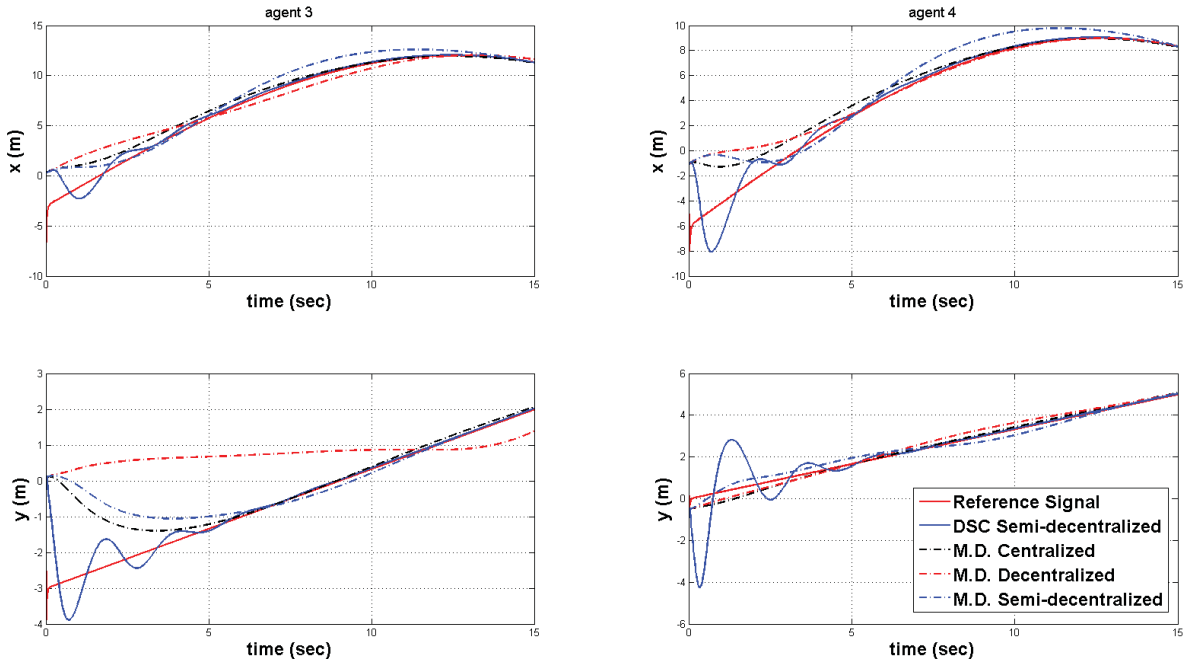 agent 3
15
10
5
0
-5
-10
x (m)
0 5 10 15
time (sec)
agent 4
10
8
6
4
2
0
-2
-4
-6
-8
-10
x (m)
0 5 10 15
time (sec)
3
2
1
0
-1
-2
-3
-4
y (m)
0 5 10 15
time (sec)
6
4
2
0
-2
-4
-6
y (m)
0 5 10 15
time (sec)
Reference Signal
DSC Semi-decentralized
M.D. Centralized
M.D. Decentralized
M.D. Semi-decentralized